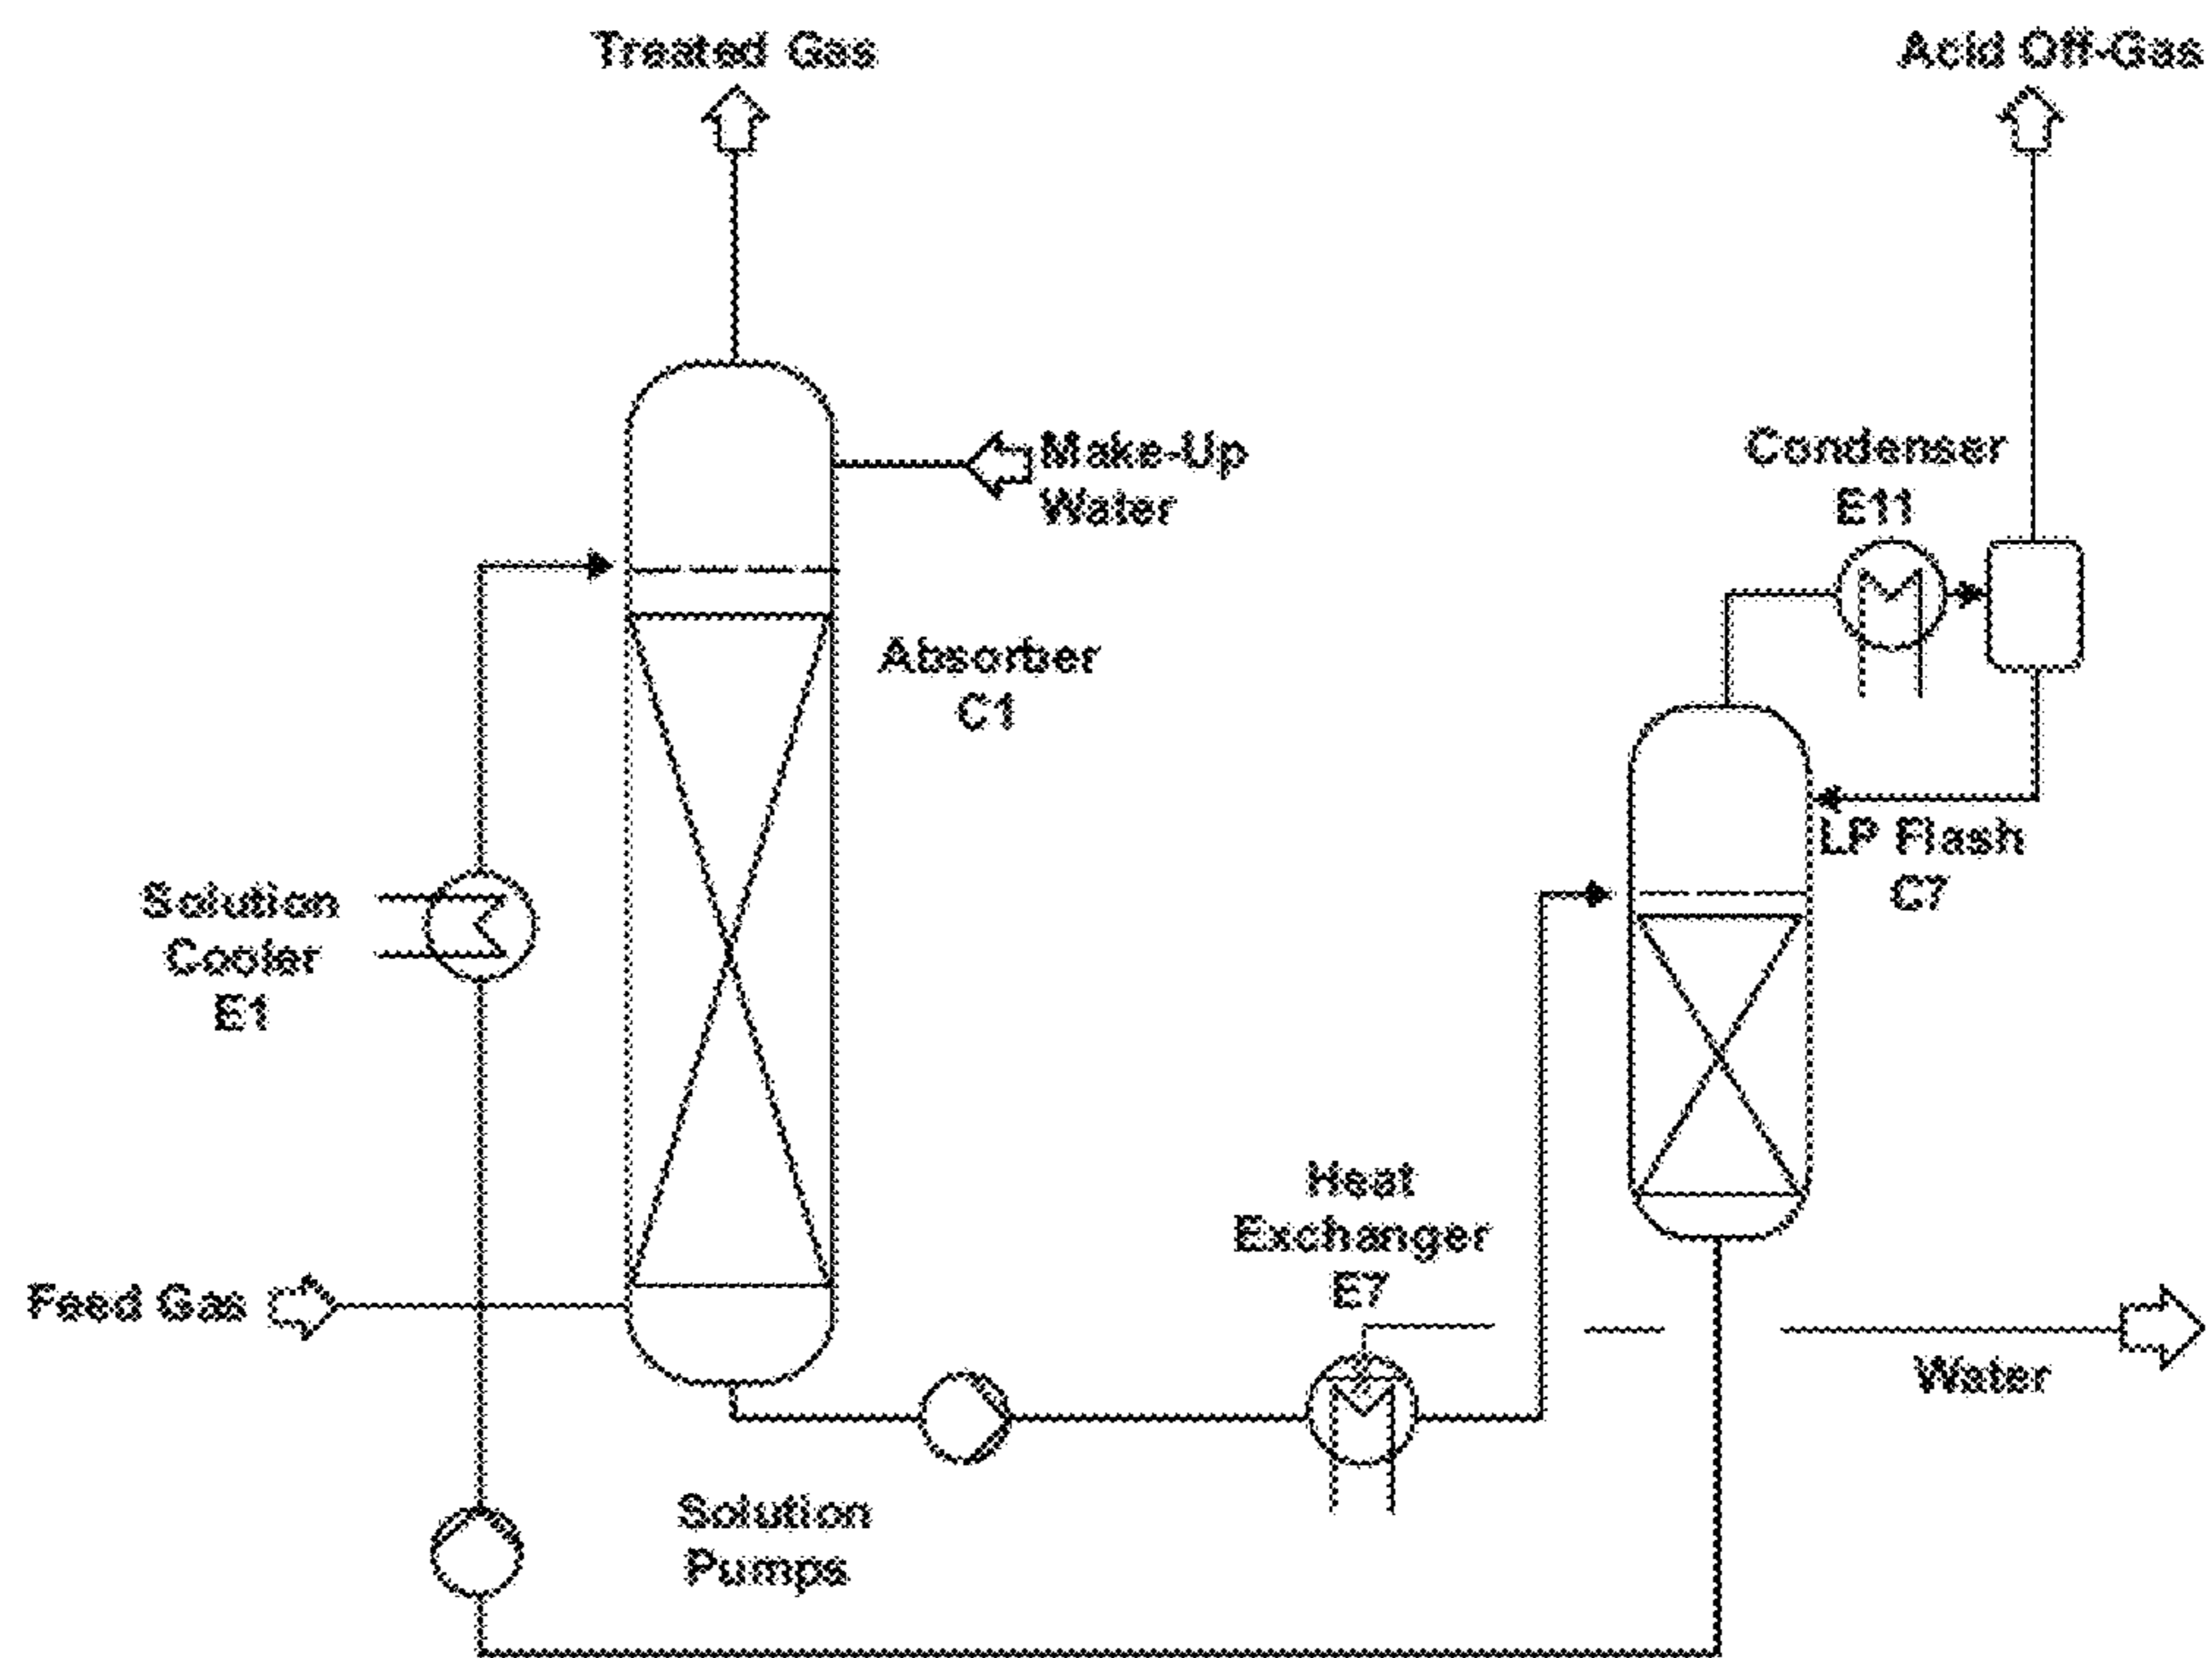 Treated Gas
Acid Off-Gas
Make-Up
Water
Condenser
E11
Absorber
C1
LP Flash
C7
Solution
Cooler
E1
Heat
Exchanger
E7
Feed Gas
Water
Solution
Pumps